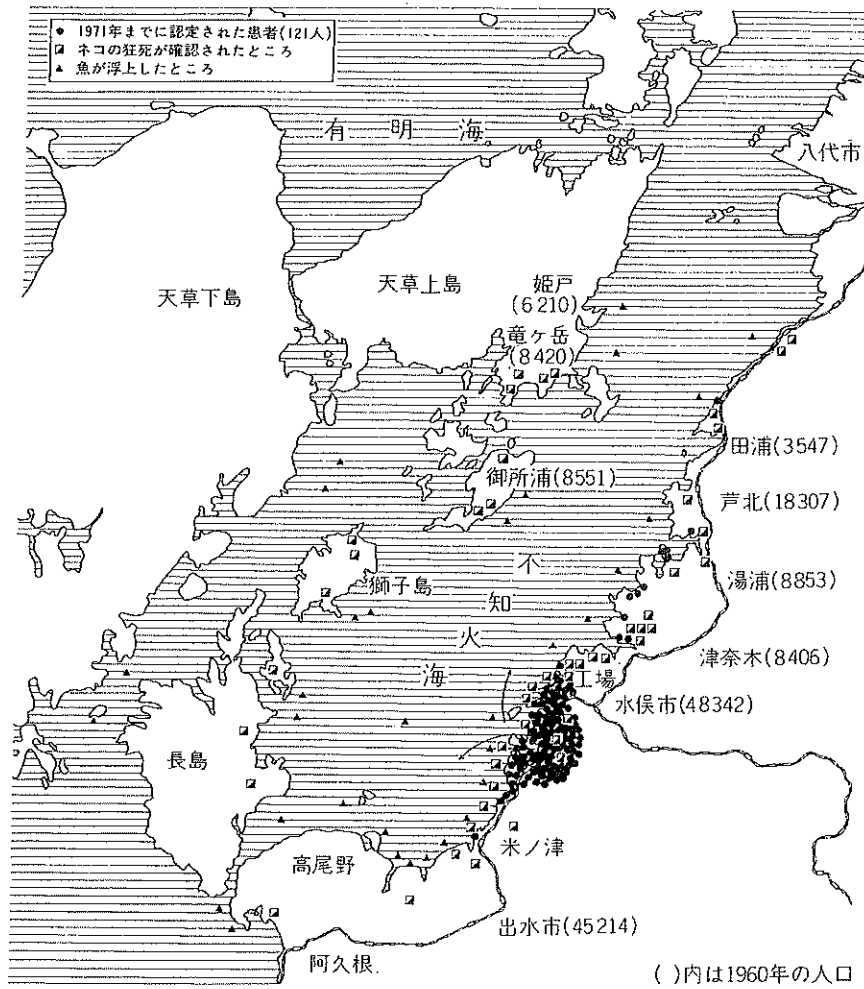 ● 1971年までに認定された患者(121人)
◪ ネコの狂死が確認されたところ
▲ 魚が浮上したところ
有明海
八代市
天草下島
天草上島
姫戸
(6210)
竜ヶ岳
(8420)
田浦(3547)
御所浦(8551)
芦北(18307)
不知火海
獅子島
湯浦(8853)
津奈木(8406)
工場
水俣市(48342)
長島
米ノ津
高尾野
出水市(45214)
阿久根
( )内は1960年の人口